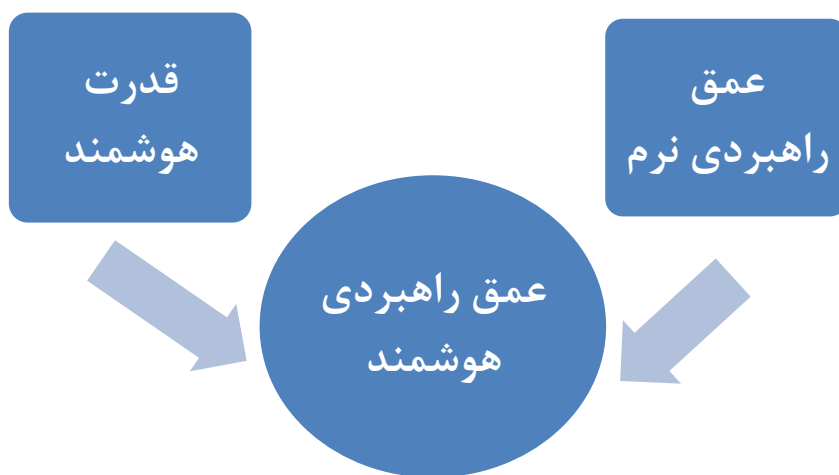 عمق
راهبردی نرم
قدرت
هوشمند
عمق راهبردی
هوشمند